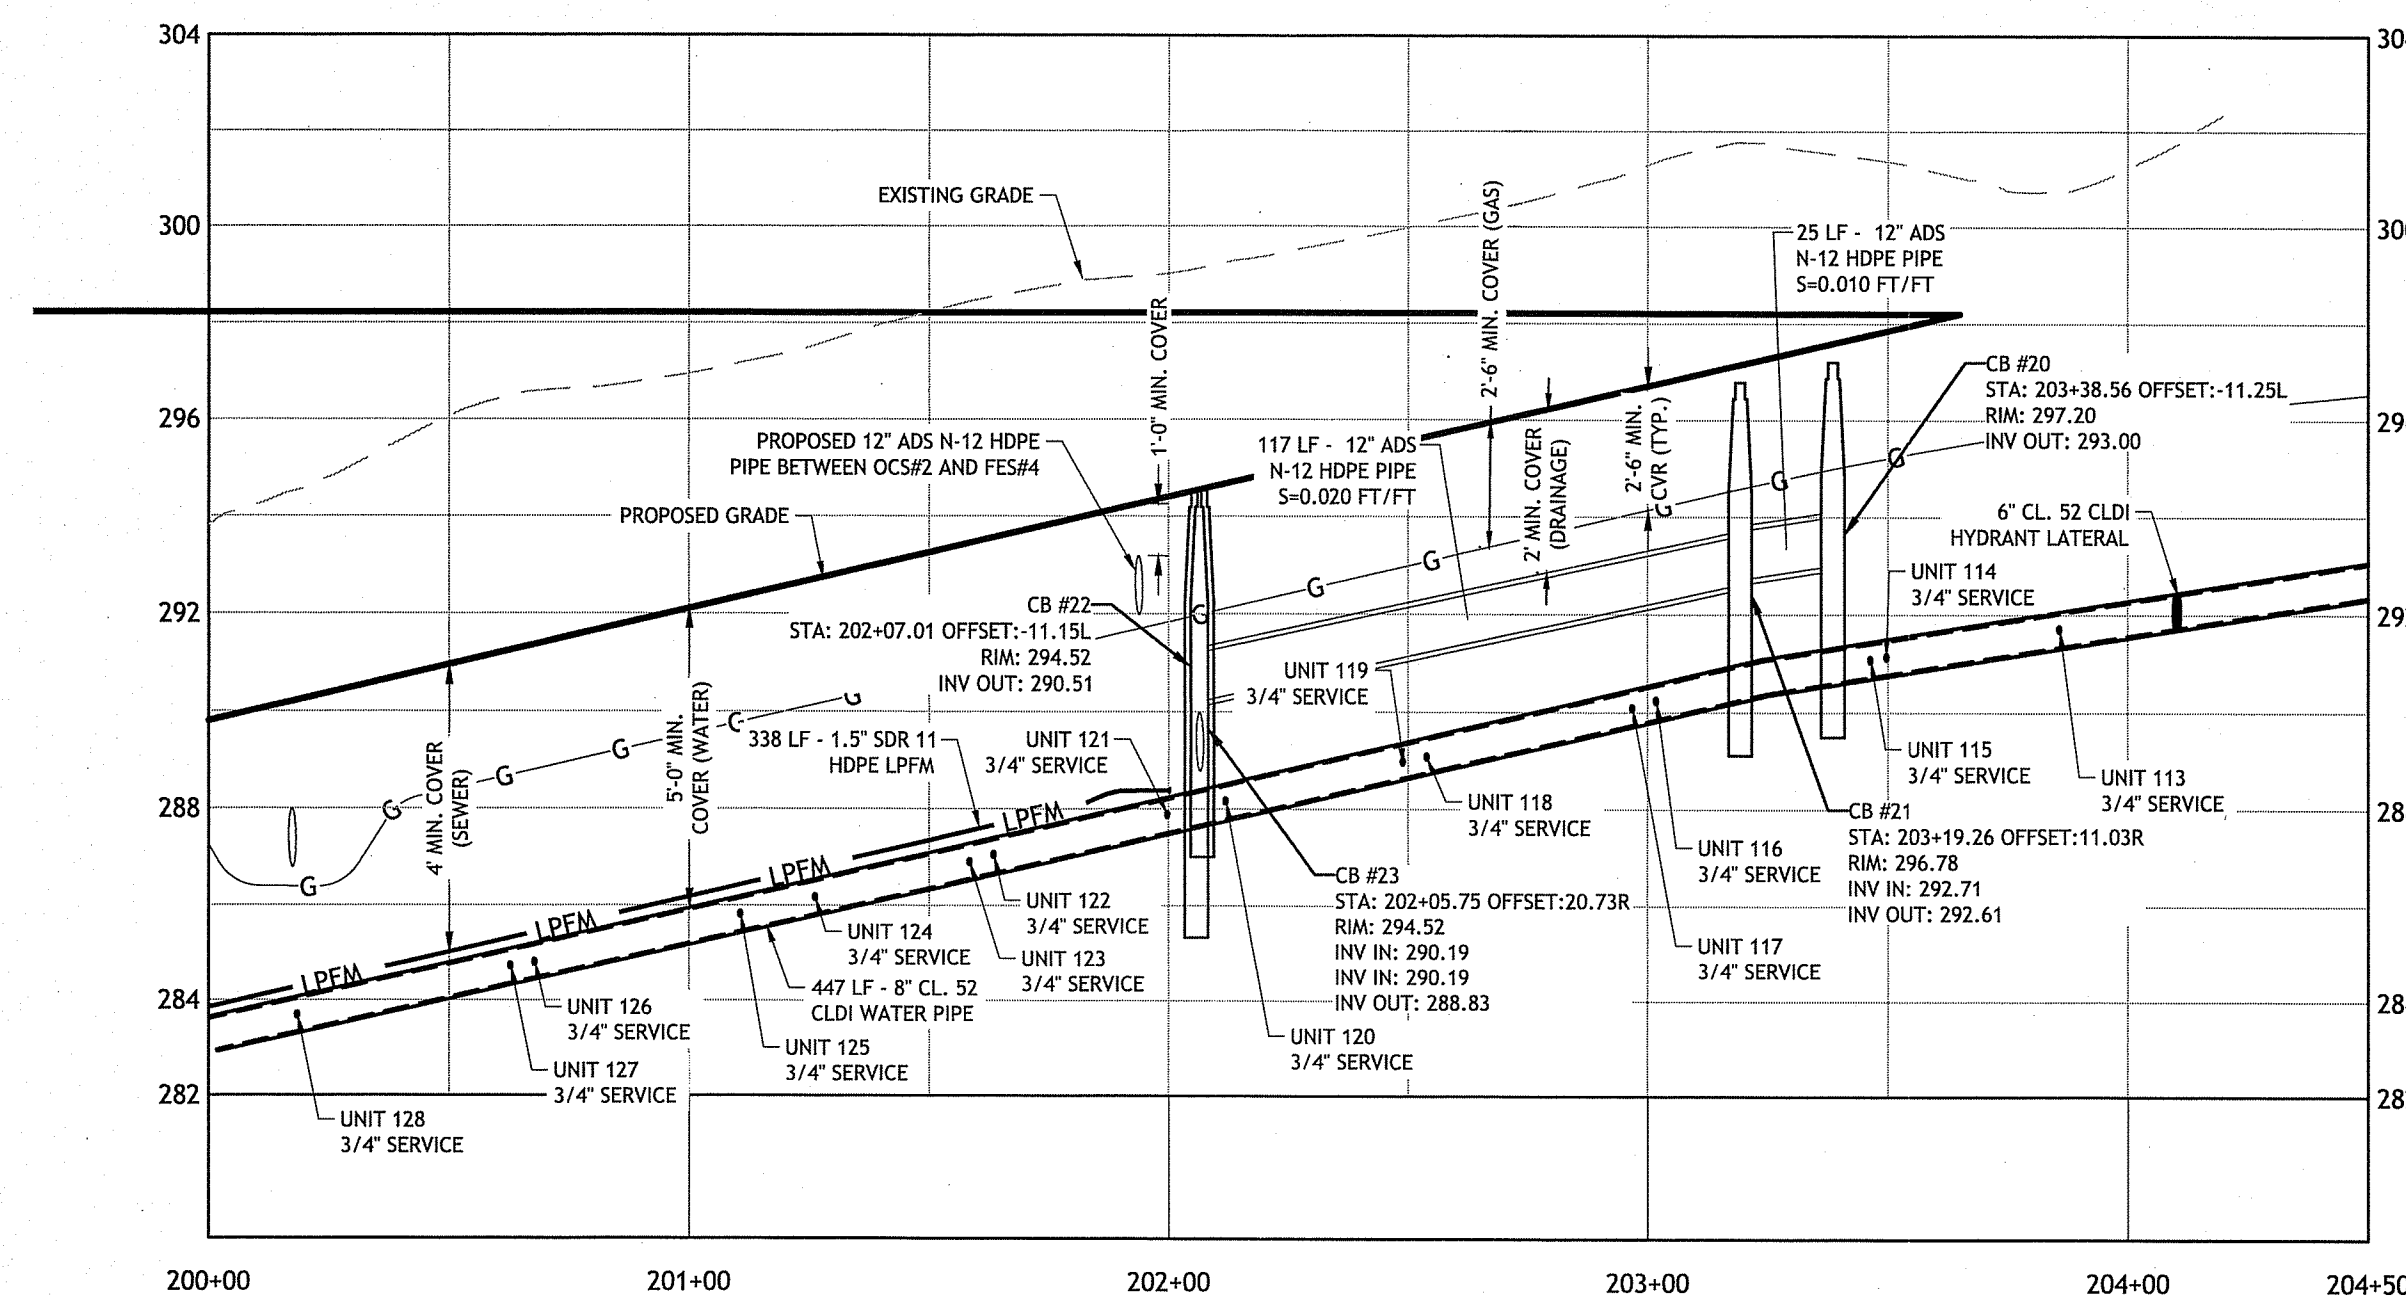 304
300
296
292
288
284
282
30
30
29
29
28
28
28
EXISTING GRADE
1'-0" MIN. COVER
2'-6" MIN. COVER (GAS)
25 LF - 12" ADS
N-12 HDPE PIPE
S=0.010 FT/FT
CB #20
STA: 203+38.56 OFFSET:-11.25L
RIM: 297.20
INV OUT: 293.00
PROPOSED 12" ADS N-12 HDPE
PIPE BETWEEN OCS#2 AND FES#4
117 LF - 12" ADS
N-12 HDPE PIPE
S=0.020 FT/FT
2' MIN. COVER
(DRAINAGE)
2'-6" MIN.
CVR (TYP.)
PROPOSED GRADE
6" CL. 52 CLDI
HYDRANT LATERAL
UNIT 114
3/4" SERVICE
CB #22
STA: 202+07.01 OFFSET:-11.15L
RIM: 294.52
INV OUT: 290.51
UNIT 119
3/4" SERVICE
G
G
G
G
G
G
G
G
G
G
G
G
G
4' MIN. COVER
(SEWER)
5'-0" MIN.
COVER (WATER)
338 LF - 1.5" SDR 11
HDPE LPFM
UNIT 121
3/4" SERVICE
UNIT 115
3/4" SERVICE
UNIT 113
3/4" SERVICE
UNIT 118
3/4" SERVICE
LPFM
LPFM
LPFM
LPFM
CB #21
STA: 203+19.26 OFFSET:11.03R
RIM: 296.78
INV IN: 292.71
INV OUT: 292.61
UNIT 116
3/4" SERVICE
CB #23
STA: 202+05.75 OFFSET:20.73R
RIM: 294.52
INV IN: 290.19
INV IN: 290.19
INV OUT: 288.83
UNIT 122
3/4" SERVICE
UNIT 124
3/4" SERVICE
UNIT 123
3/4" SERVICE
UNIT 117
3/4" SERVICE
447 LF - 8" CL. 52
CLDI WATER PIPE
UNIT 126
3/4" SERVICE
UNIT 120
3/4" SERVICE
UNIT 125
3/4" SERVICE
UNIT 127
3/4" SERVICE
UNIT 128
3/4" SERVICE
200+00
201+00
202+00
203+00
204+00
204+50